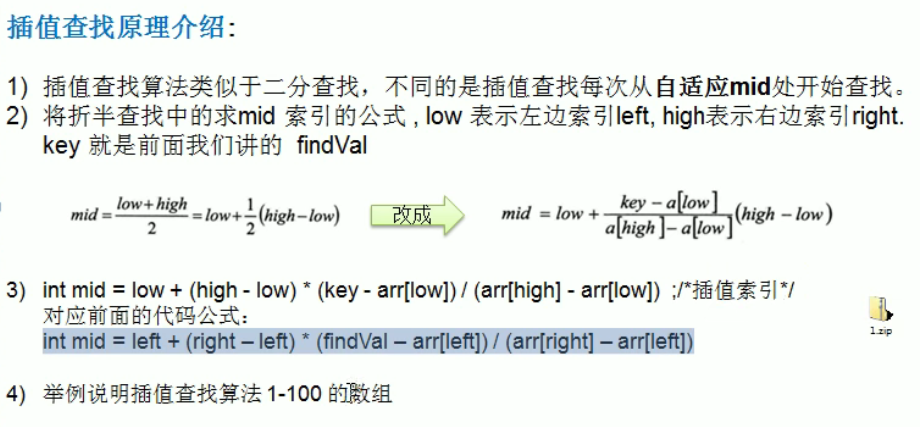 插值查找原理介绍:
1) 插值查找算法类似于二分查找，不同的是插值查找每次从自适应mid处开始查找。
2) 将折半查找中的求mid 索引的公式 , low 表示左边索引left, high表示右边索引right.
key 就是前面我们讲的 findVal
mid = \frac{low+high}{2} = low + \frac{1}{2}(high-low) 改成 mid = low + \frac{key - a[low]}{a[high] - a[low]}(high - low)
3) int mid = low + (high - low) * (key - arr[low]) / (arr[high] - arr[low]) ;/*插值索引*/
对应前面的代码公式：
int mid = left + (right – left) * (findVal – arr[left]) / (arr[right] – arr[left])
1.zip
4) 举例说明插值查找算法 1-100 的数组